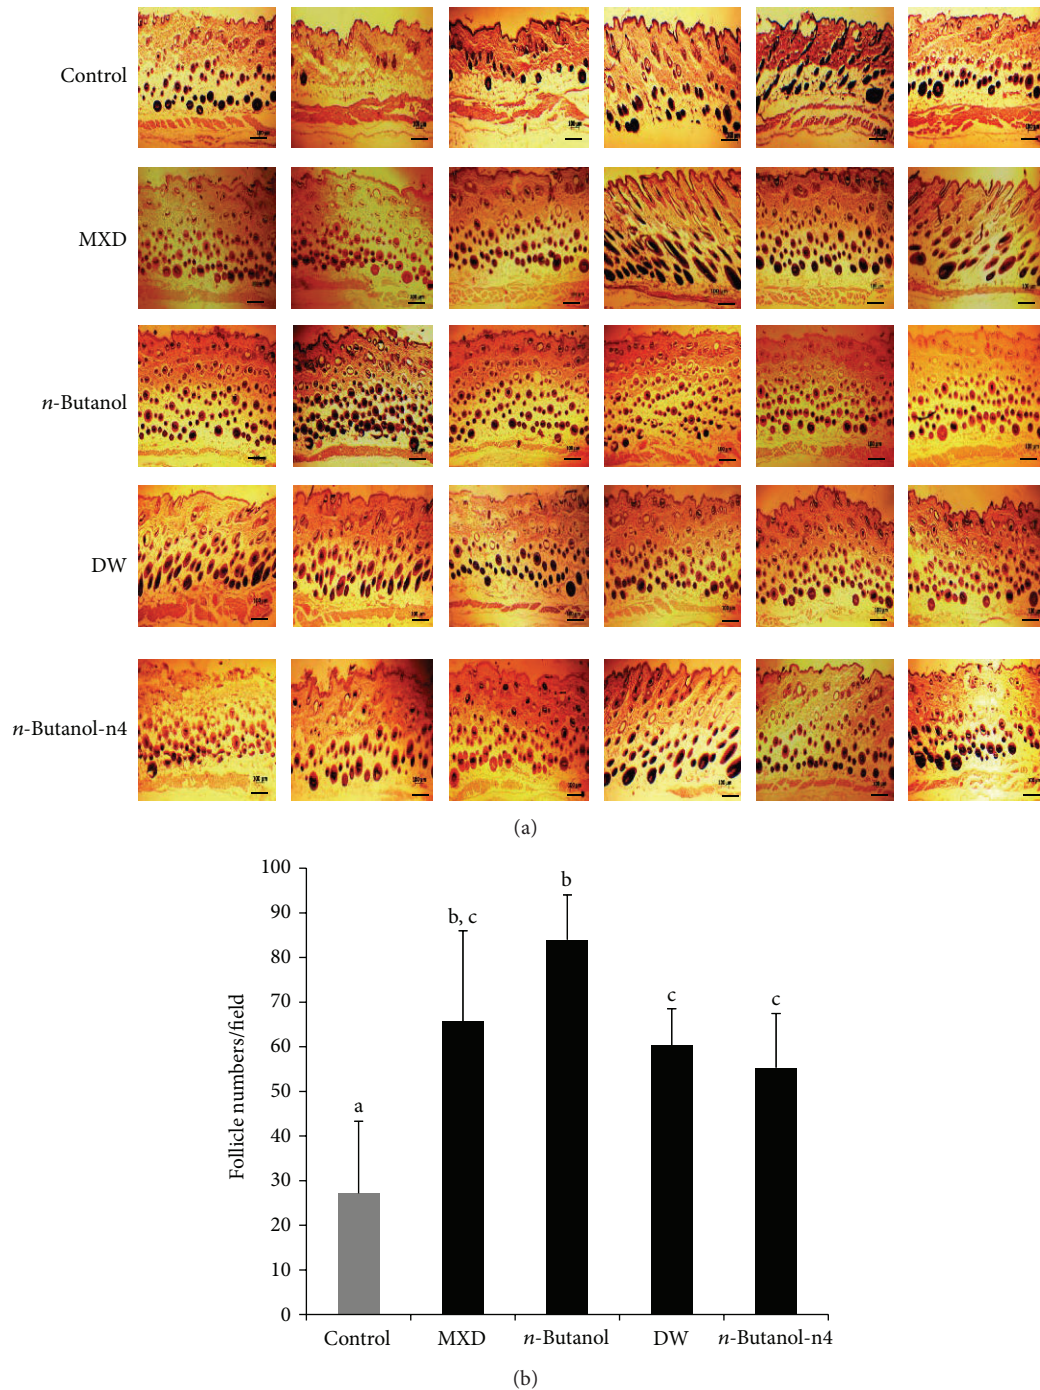 Control
MXD
n-Butanol
DW
n-Butanol-n4
(a)
100
90
80
70
60
50
40
30
20
10
0
Follicle numbers/field
a
b, c
b
c
c
Control
MXD
n-Butanol
DW
n-Butanol-n4
(b)